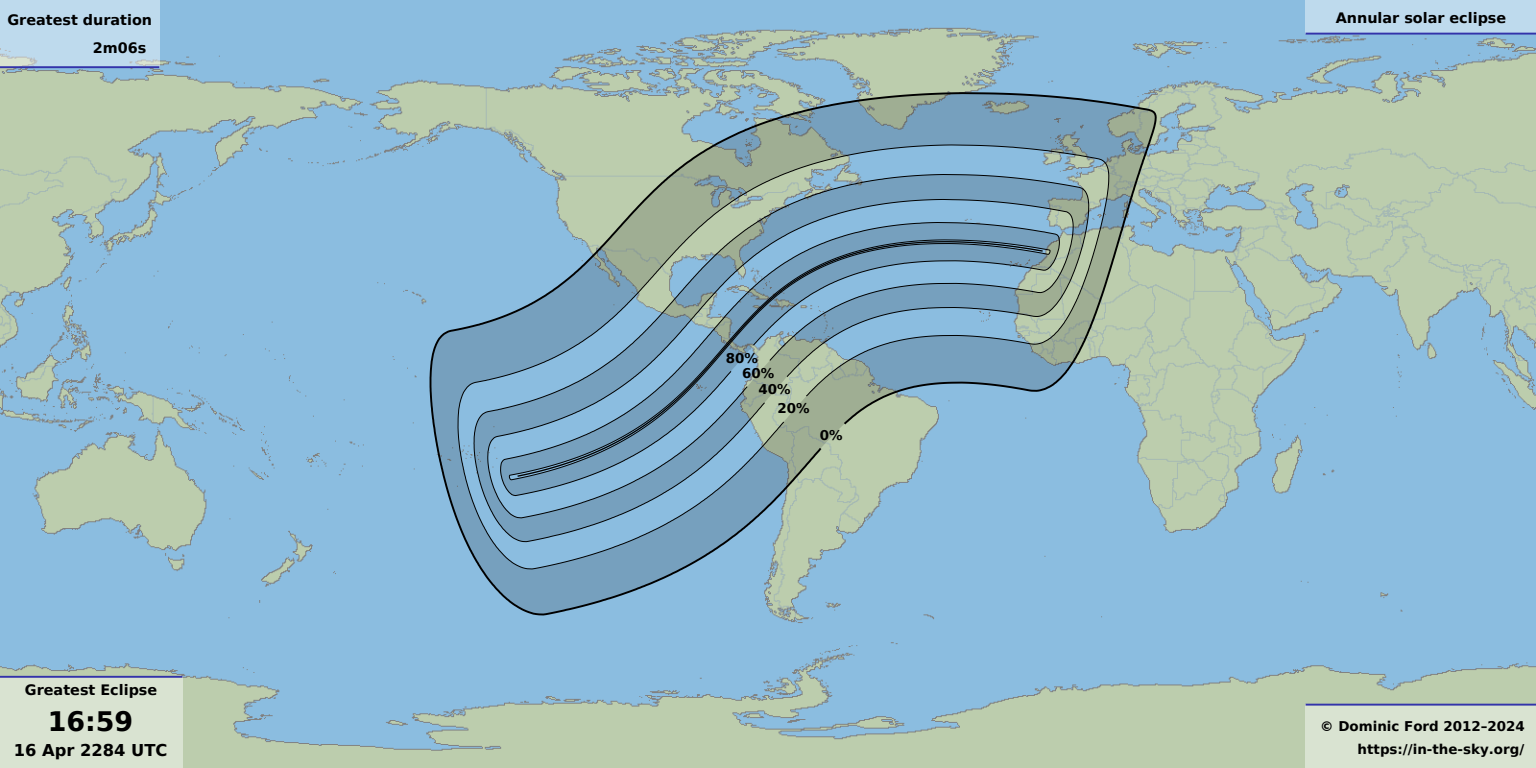 Greatest duration
2m06s
Annular solar eclipse
80%
60%
40%
20%
0%
Greatest Eclipse
16:59
16 Apr 2284 UTC
© Dominic Ford 2012–2024
https://in-the-sky.org/